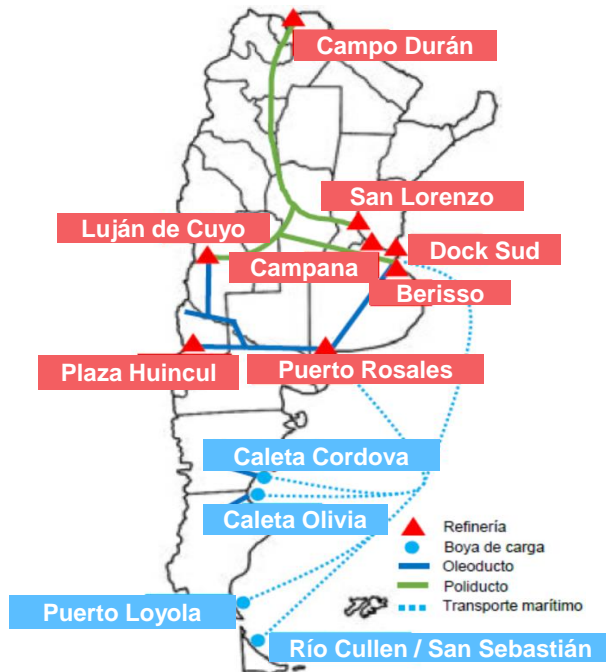 Campo Durán
San Lorenzo
Luján de Cuyo
Dock Sud
Campana
Berisso
Plaza Huincul
Puerto Rosales
Caleta Cordova
Caleta Olivia
Refinería
Boya de carga
Oleoducto
Poliducto
Transporte marítimo
Puerto Loyola
Río Cullen / San Sebastián